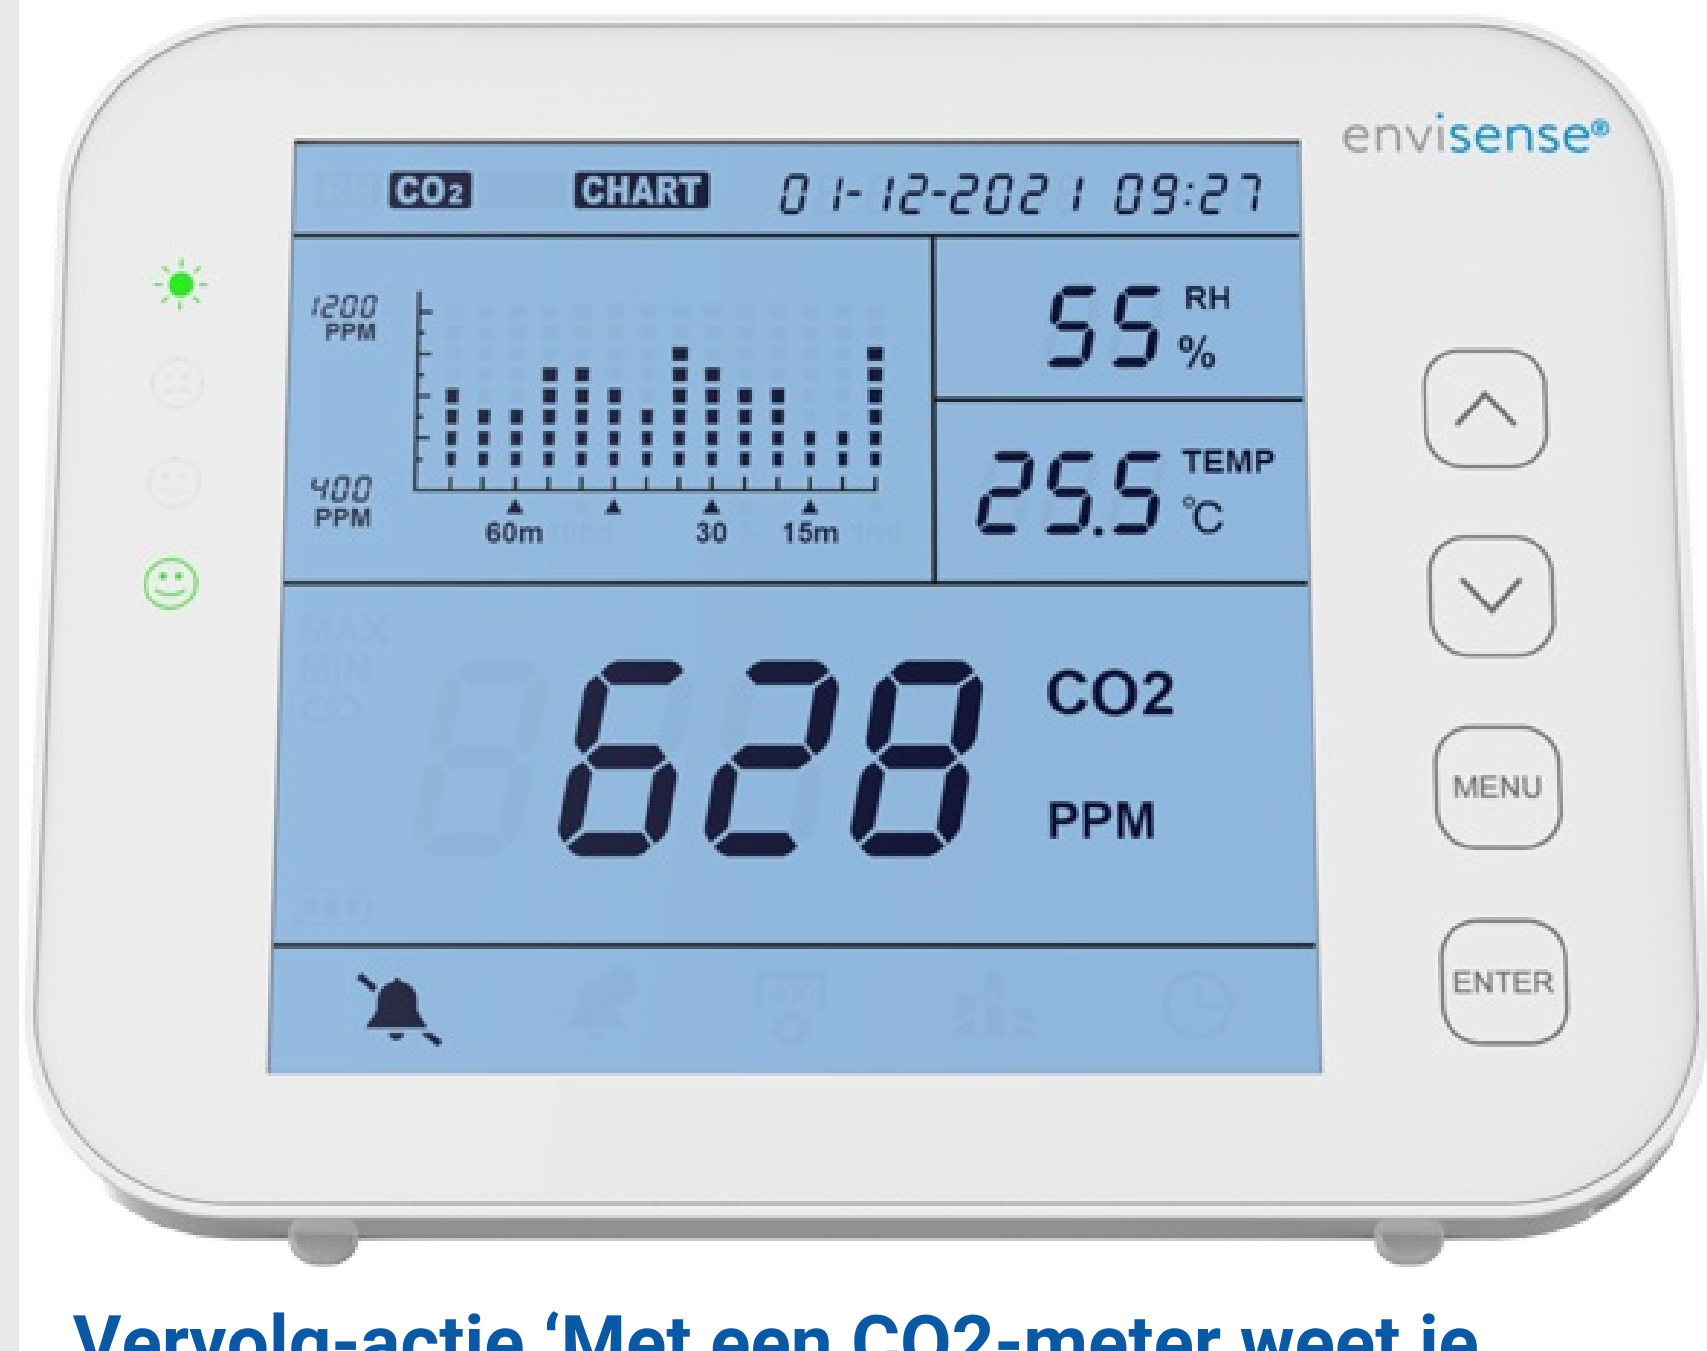 envisense®
CO2 CHART 01-12-2021 09:27
1200
PPM
400
PPM
60m 30 15m
55 RH
%
25.5 TEMP
°C
628 CO2
PPM
MENU
ENTER
Vervolg-actie ‘Met een CO2-meter weet je